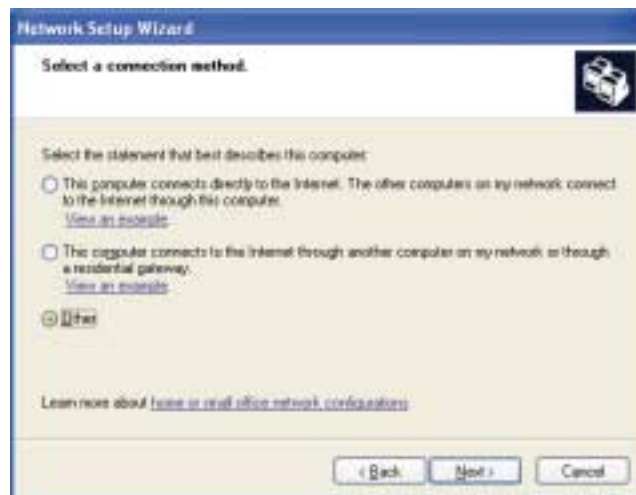 Network Setup Wizard
Select a connection method.
Select the statement that best describes this computer:
This computer connects directly to the Internet. The other computers on my network connect
to the Internet through this computer.
View an example.
This computer connects to the Internet through another computer on my network or through
a residential gateway.
View an example.
Other
Learn more about home or small office network configurations.
< Back
Next >
Cancel